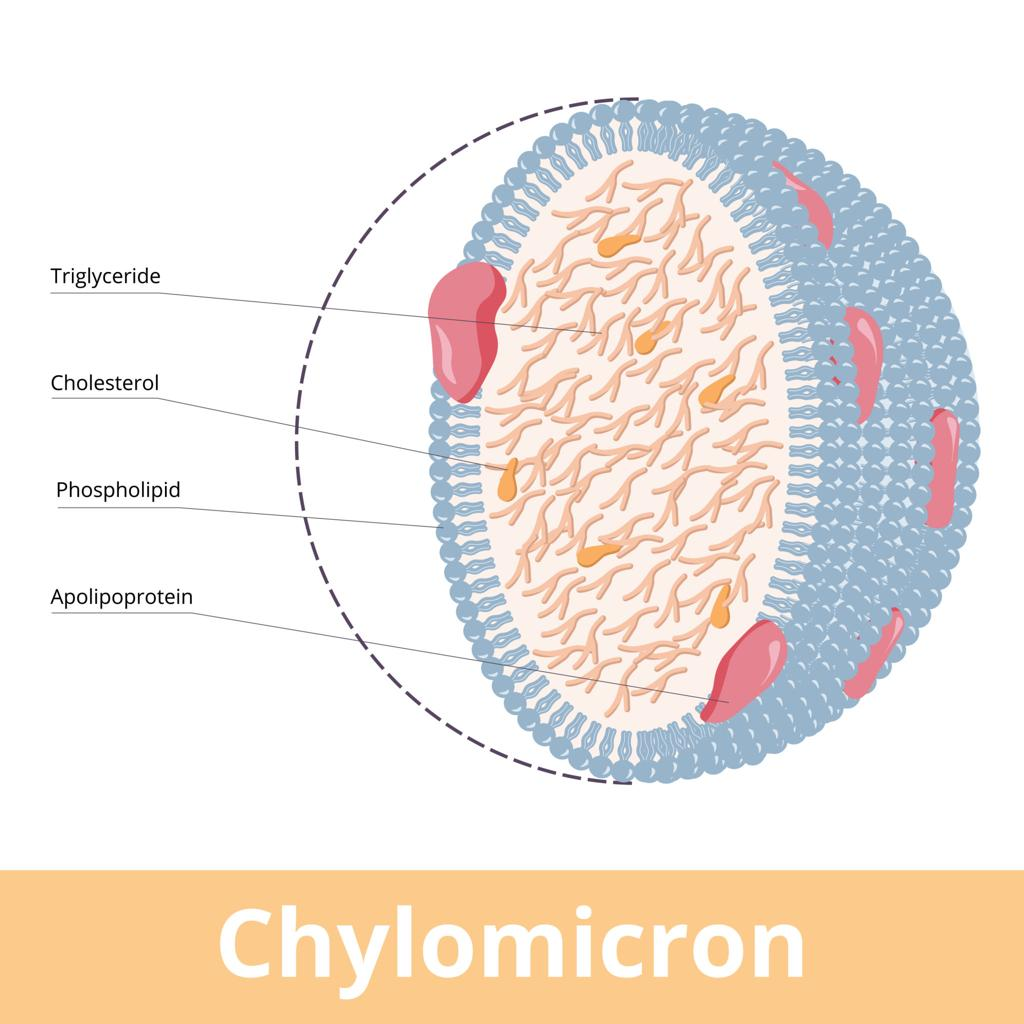 Triglyceride
Cholesterol
Phospholipid
Apolipoprotein
Chylomicron